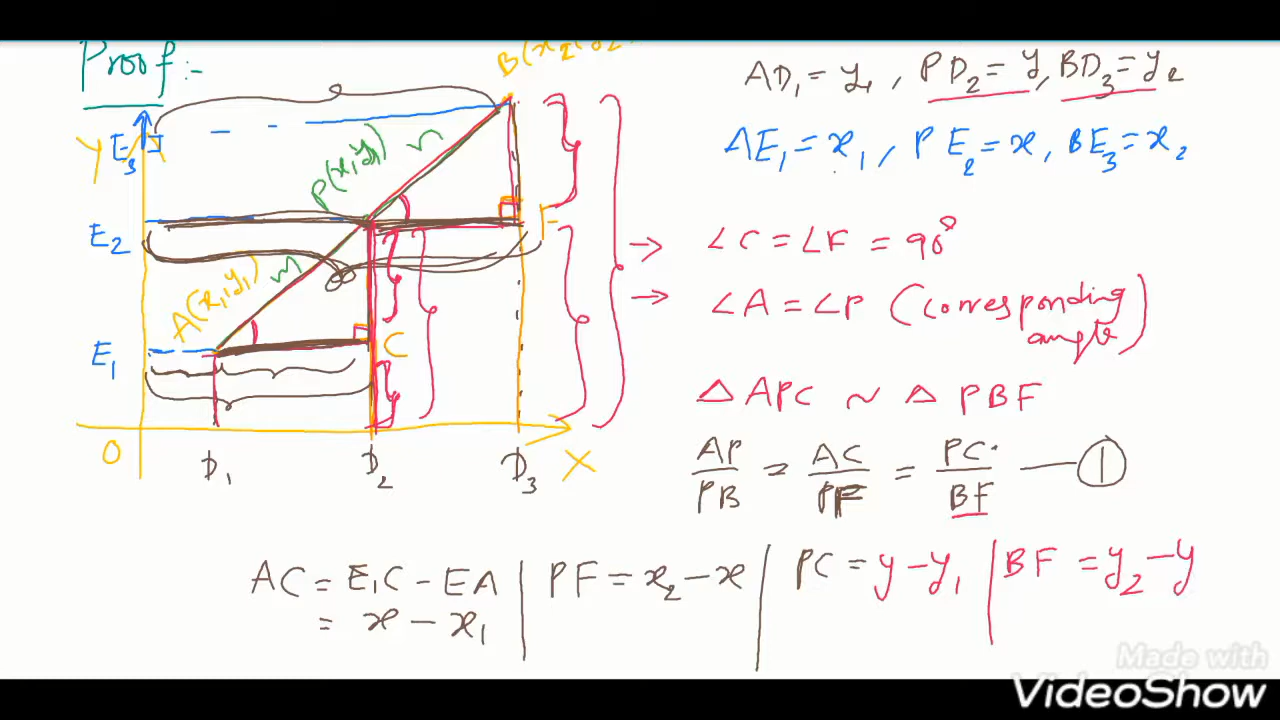 Proof :-
B(x2, y2
AD1 = y1 , PD2 = y, BD3 = y2
AE1 = x1 , PE2 = x, BE3 = x2
Y
E3
P(x,y)
n
E2
F
A(x1,y1)
m
C
E1
O
D1
D2
D3
X
→ ∠C = ∠F = 90°
→ ∠A = ∠P (corresponding
angle)
△ APC ~ △ PBF
AP/PB = AC/PF = PC/BF — ①
AC = E1C - EA | PF = x2 - x | PC = y - y1 | BF = y2 - y
= x - x1
Made with
VideoShow